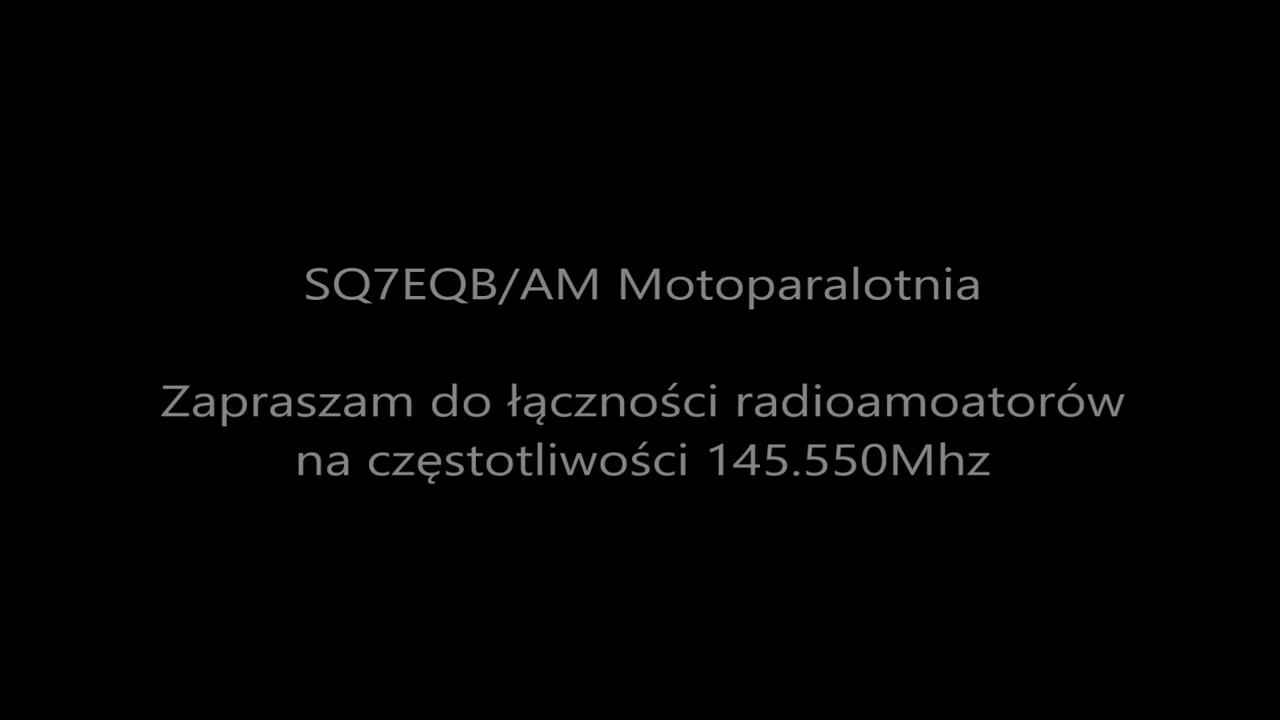 SQ7EQB/AM Motoparalotnia
Zapraszam do łączności radioamoatorów
na częstotliwości 145.550Mhz